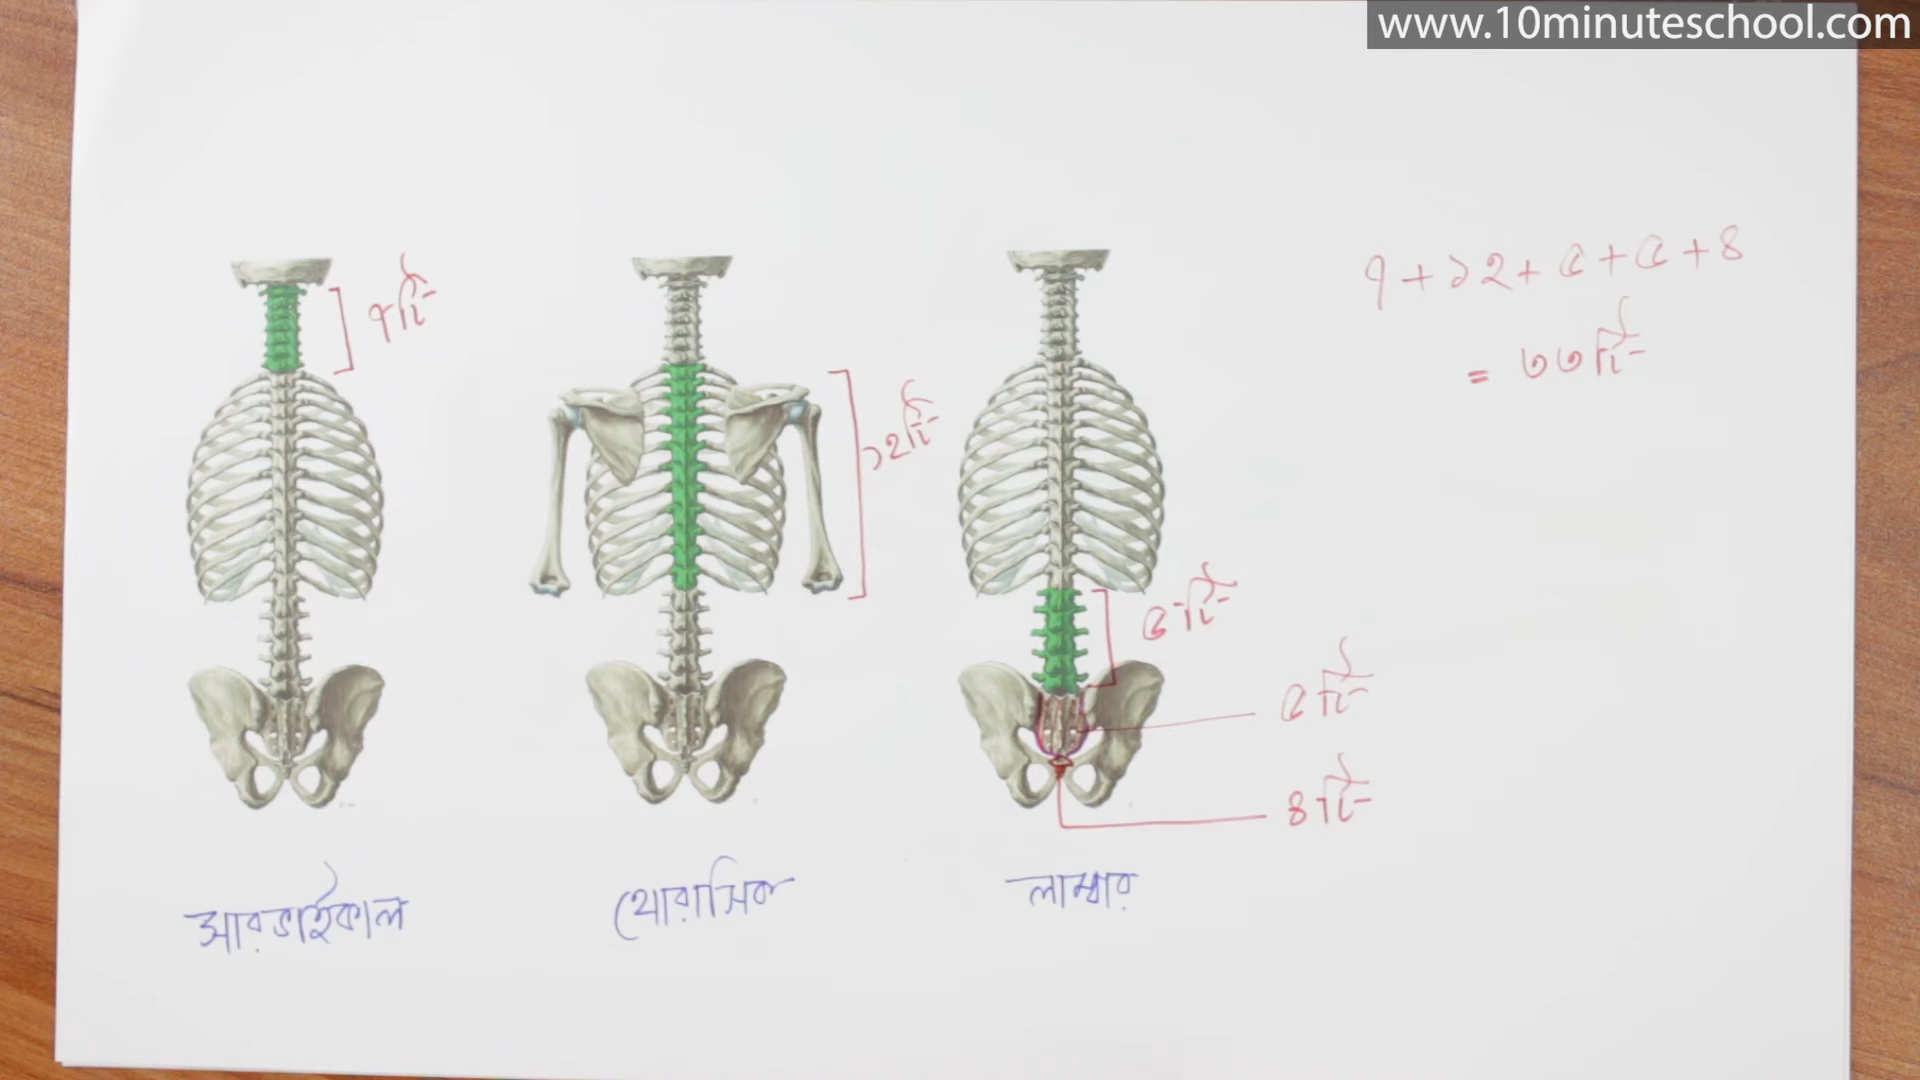 www.10minuteschool.com
৭+১২+৫+৫+৪
= ৩৩টি
৭টি
১২টি
৫টি
৫টি
৪টি
সারভাইকাল
থোরাসিক
লাম্বার